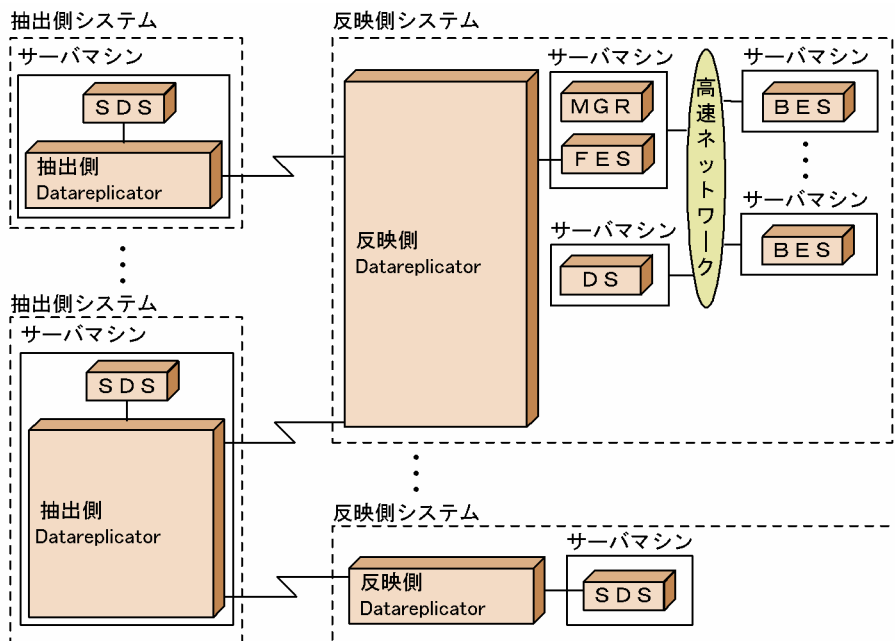 抽出側システム
サーバマシン
SDS
抽出側
Datareplicator
抽出側システム
サーバマシン
SDS
抽出側
Datareplicator
反映側システム
反映側
Datareplicator
サーバマシン
MGR
FES
サーバマシン
DS
高速ネットワーク
サーバマシン
BES
サーバマシン
BES
反映側システム
反映側
Datareplicator
サーバマシン
SDS